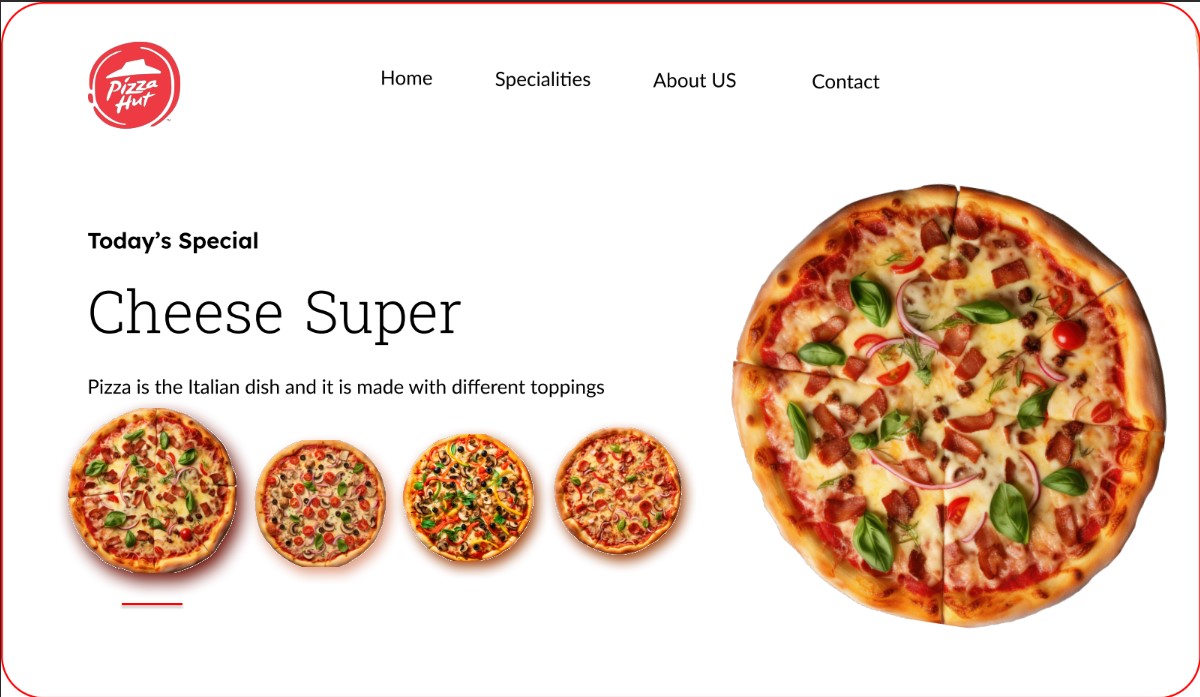 Pizza
Hut
Home
Specialities
About US
Contact
Today’s Special
Cheese Super
Pizza is the Italian dish and it is made with different toppings